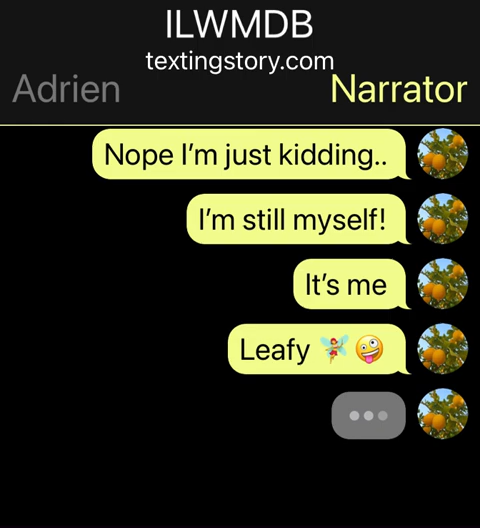 ILWMDB
textingstory.com
Adrien Narrator
Nope I’m just kidding..
I’m still myself!
It’s me
Leafy 🧚🏻‍♀️🤪